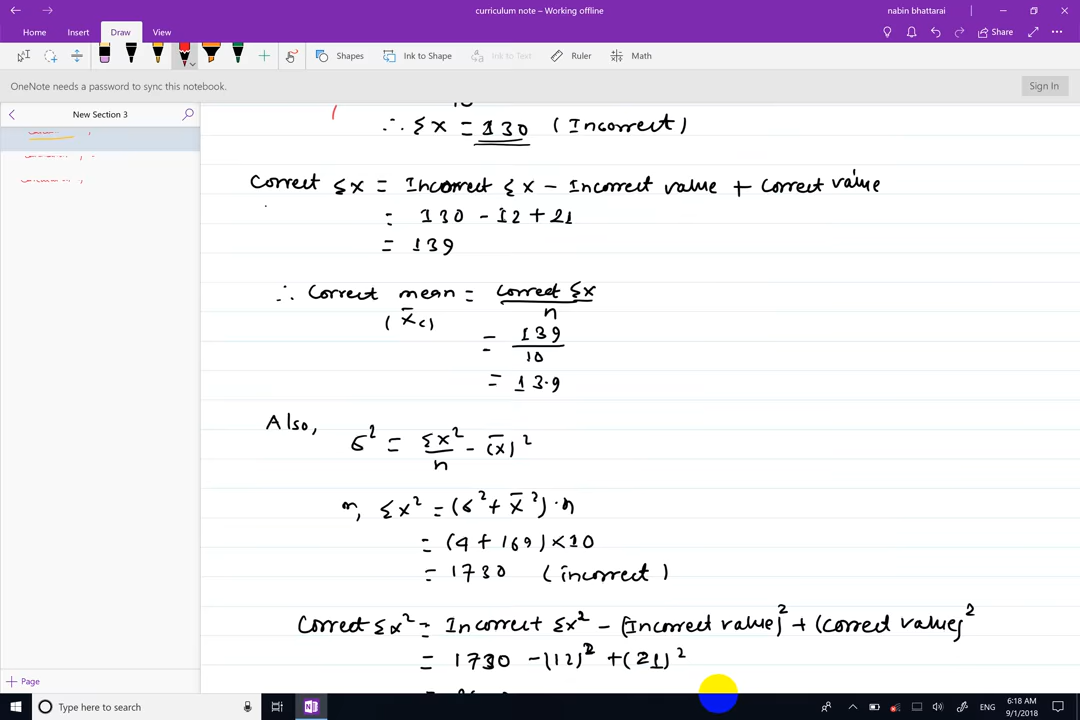 curriculum note – Working offline
nabin bhattarai
Home Insert Draw View
Share
Shapes Ink to Shape Ink to Text Ruler Math
OneNote needs a password to sync this notebook.
Sign In
New Section 3
10
∴ Σx = 130 (Incorrect)
Correct Σx = Incorrect Σx - Incorrect value + Correct value
= 130 - 12 + 21
= 139
∴ Correct mean = Correct Σx / n
(x̄c)
= 139 / 10
= 13.9
Also,
σ² = Σx² / n - (x̄)²
or, Σx² = (σ² + x̄²)·n
= (4 + 169) × 10
= 1730 (incorrect)
Correct Σx² = Incorrect Σx² - (Incorrect value)² + (Correct value)²
= 1730 - (12)² + (21)²
Page
Type here to search
6:18 AM
9/1/2018